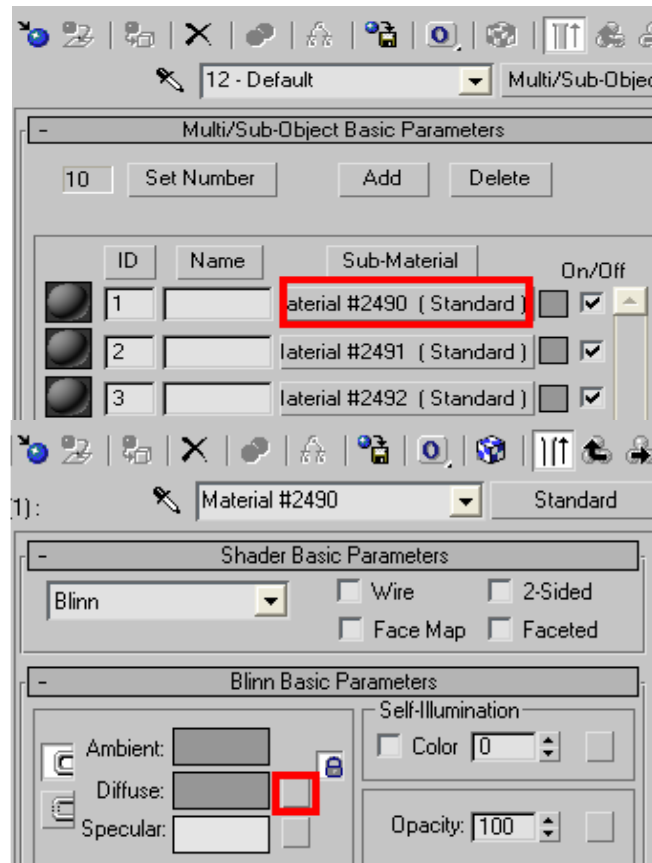 12 - Default Multi/Sub-Objec
- Multi/Sub-Object Basic Parameters
10 Set Number Add Delete
ID Name Sub-Material On/Off
1 aterial #2490 ( Standard )
2 laterial #2491 ( Standard )
3 laterial #2492 ( Standard )
1): Material #2490 Standard
- Shader Basic Parameters
Blinn Wire 2-Sided
Face Map Faceted
- Blinn Basic Parameters
Self-Illumination
Ambient: Color 0
Diffuse:
Specular: Opacity: 100